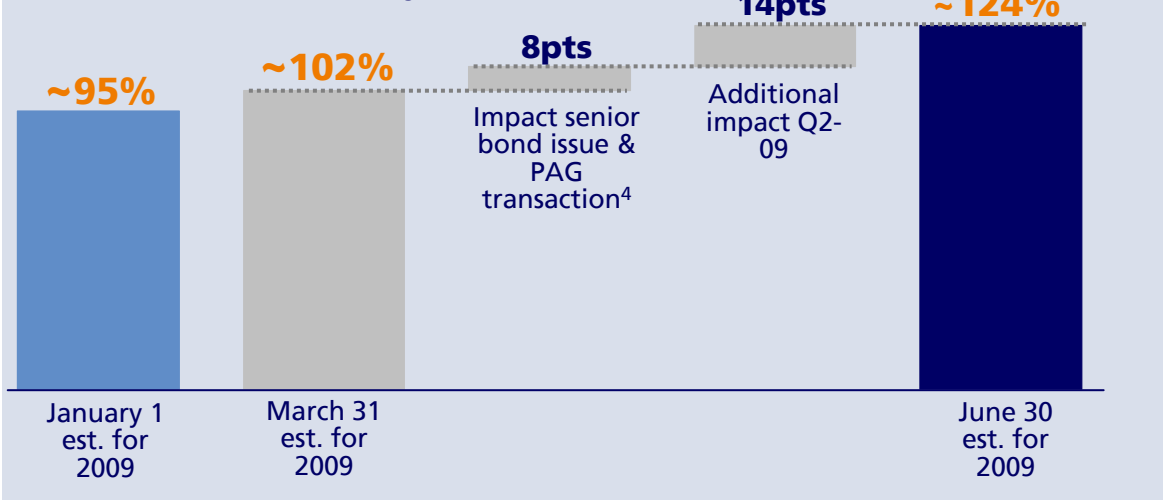 14pts
~124%
8pts
~102%
~95%
Additional
impact Q2-
09
Impact senior
bond issue &
PAG
transaction4
January 1
est. for
2009
March 31
est. for
2009
June 30
est. for
2009